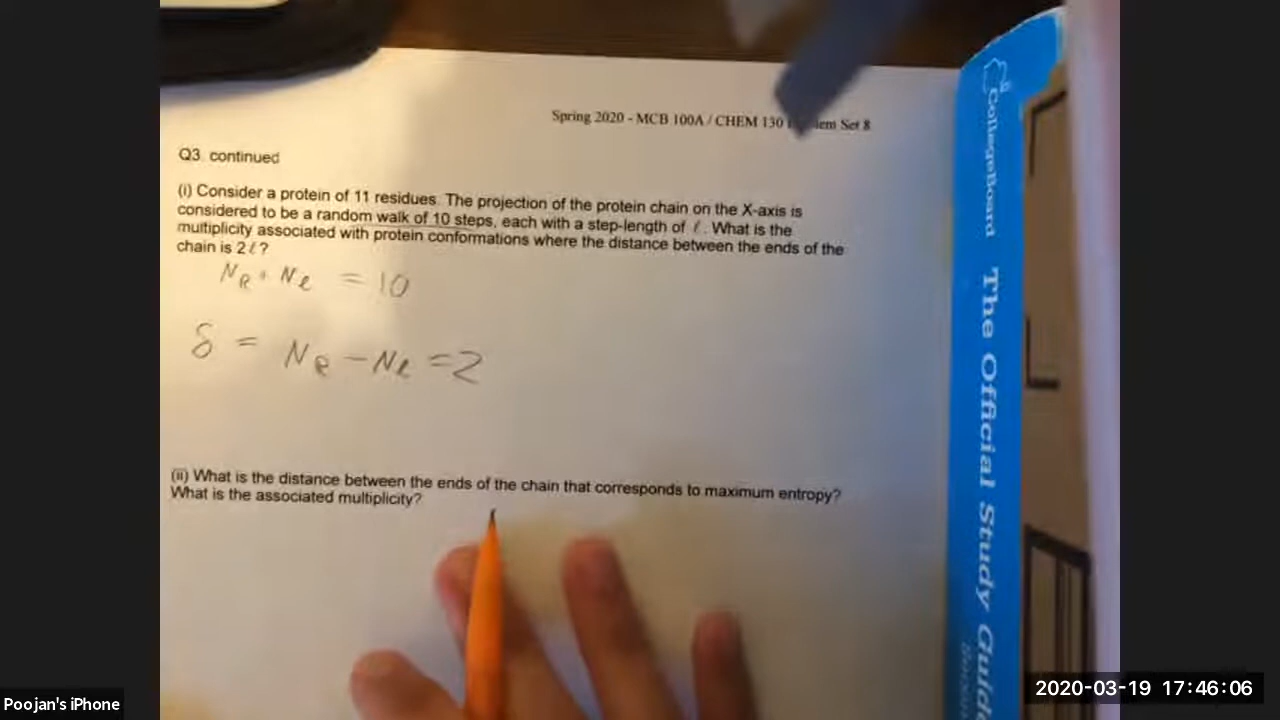 Spring 2020 - MCB 100A / CHEM 130 Set 8
Q3. continued
(i) Consider a protein of 11 residues. The projection of the protein chain on the X-axis is
considered to be a random walk of 10 steps, each with a step-length of ℓ. What is the
multiplicity associated with protein conformations where the distance between the ends of the
chain is 2ℓ?
N_R + N_L = 10
δ = N_R - N_L = 2
(ii) What is the distance between the ends of the chain that corresponds to maximum entropy?
What is the associated multiplicity?
CollegeBoard The Official Study Guide
Poojan's iPhone
2020-03-19 17:46:06